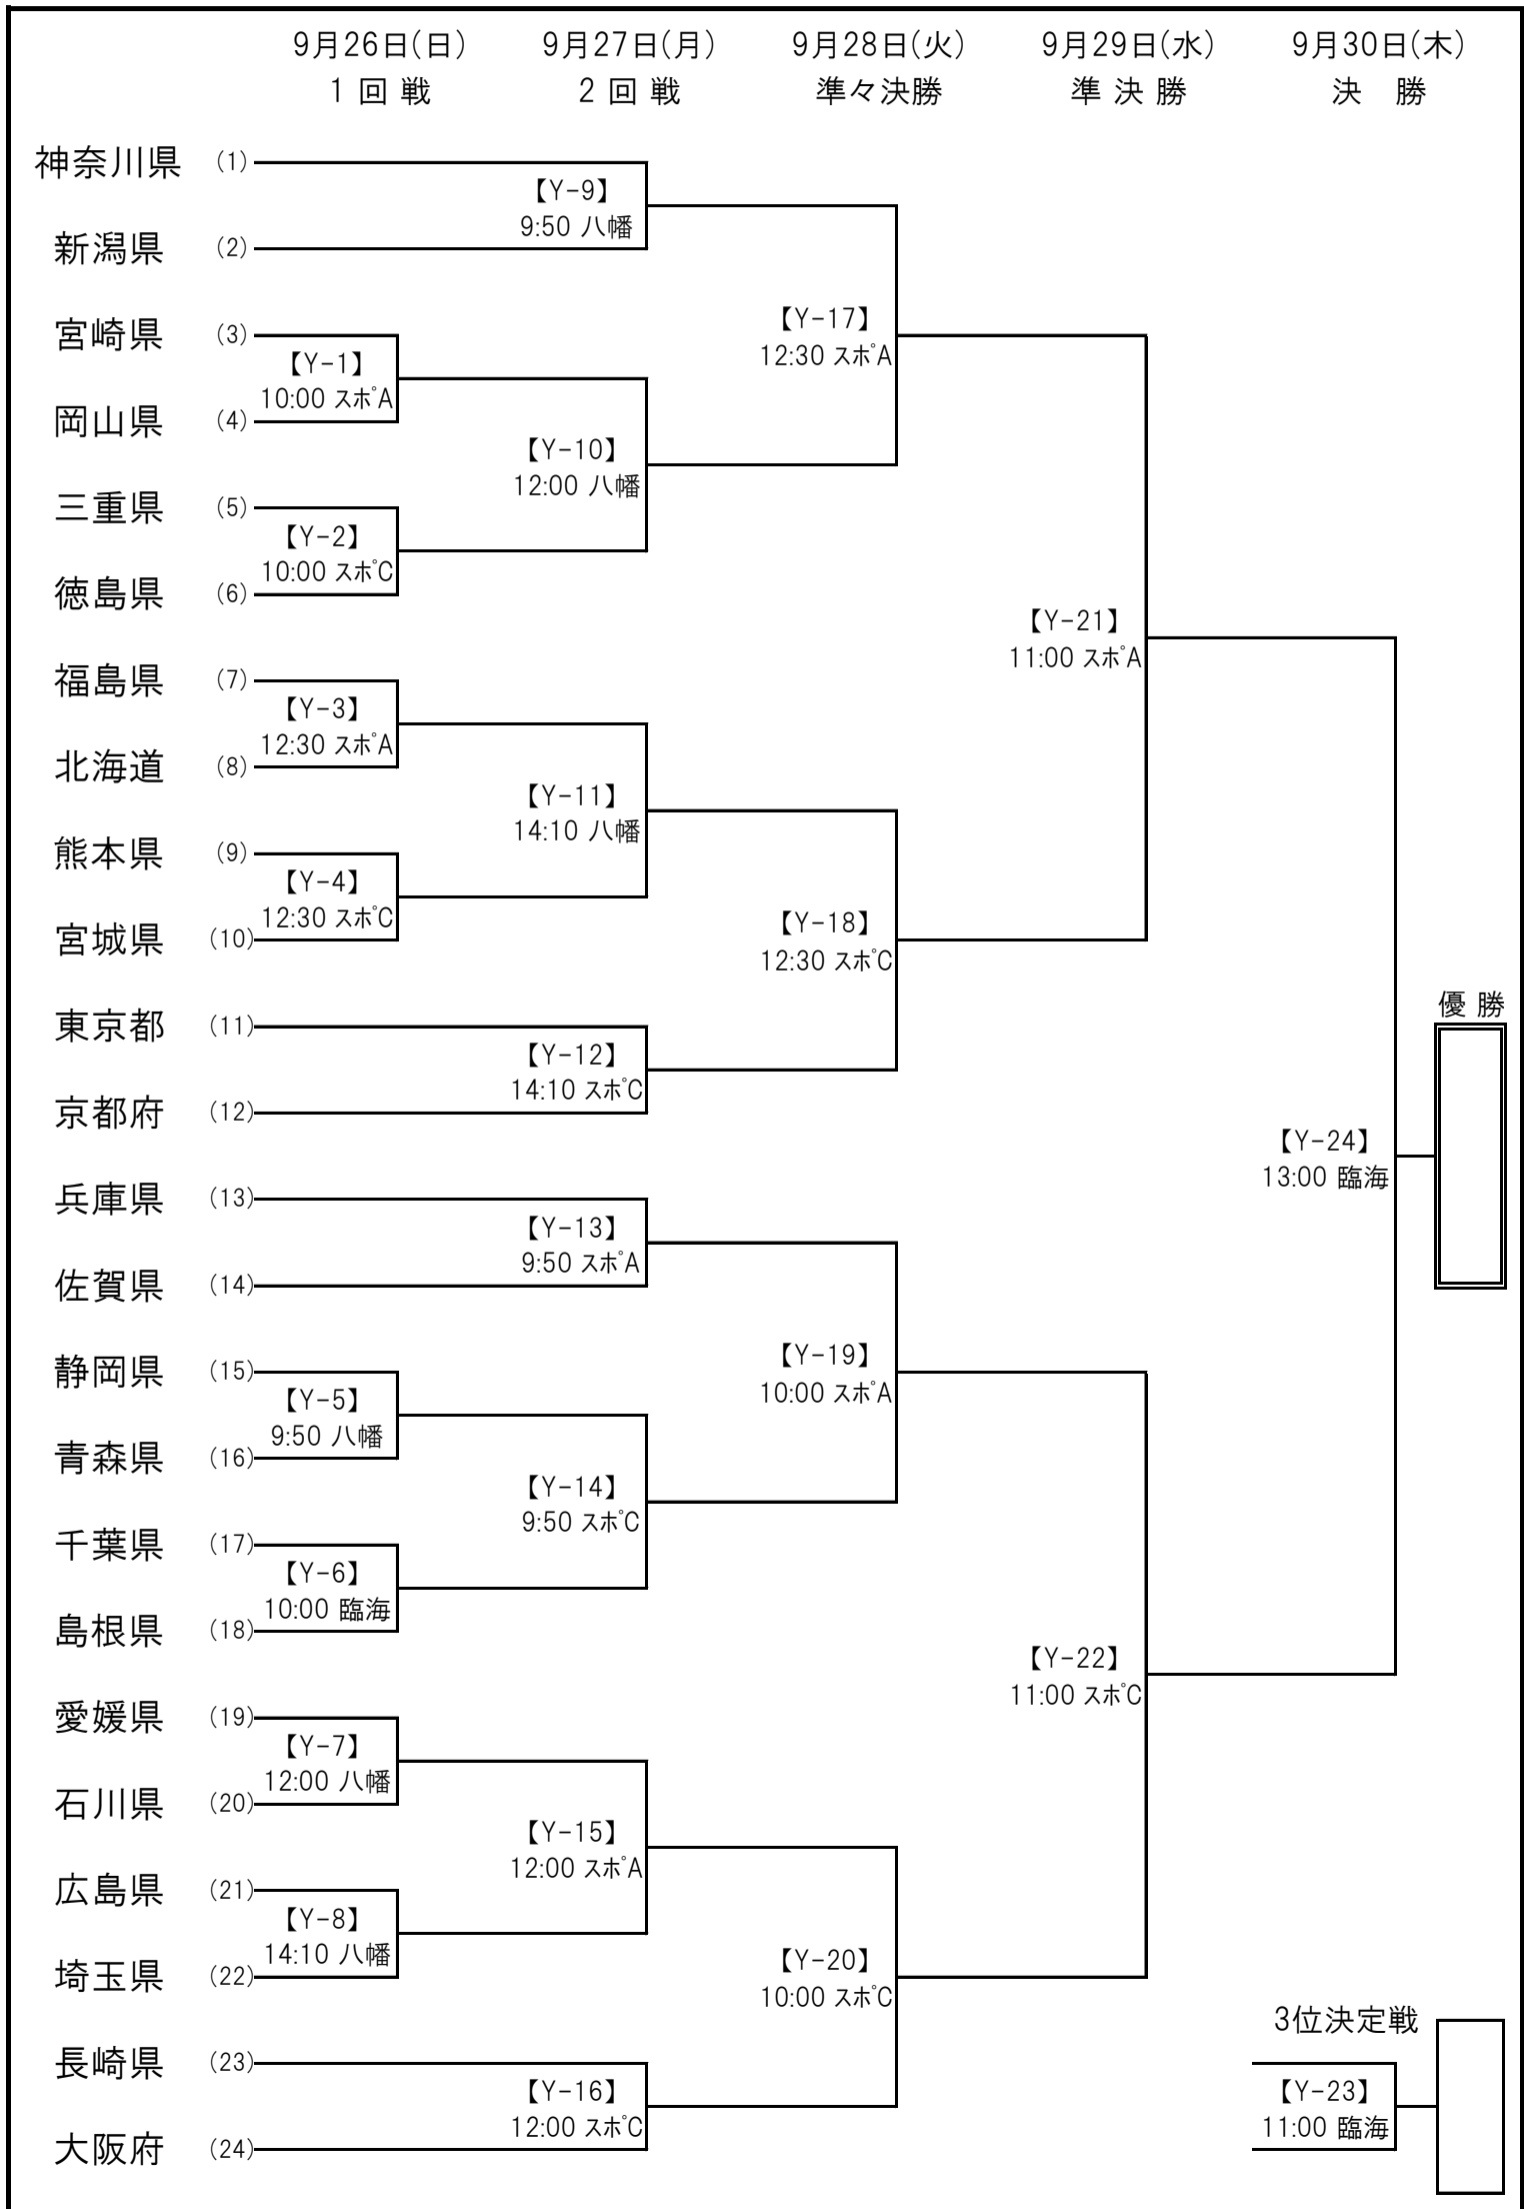 9月26日(日) 9月27日(月) 9月28日(火) 9月29日(水) 9月30日(木)
1 回 戦 2 回 戦 準々決勝 準 決 勝 決 勝
神奈川県 (1)
【Y-9】
9:50 八幡
新潟県 (2)
【Y-17】
12:30 スポA
宮崎県 (3)
【Y-1】
10:00 スポA
岡山県 (4)
【Y-10】
12:00 八幡
三重県 (5)
【Y-2】
10:00 スポC
徳島県 (6)
【Y-21】
11:00 スポA
福島県 (7)
【Y-3】
12:30 スポA
北海道 (8)
【Y-11】
14:10 八幡
熊本県 (9)
【Y-4】
12:30 スポC
宮城県 (10)
【Y-18】
12:30 スポC
優 勝
東京都 (11)
【Y-12】
14:10 スポC
京都府 (12)
【Y-24】
13:00 臨海
兵庫県 (13)
【Y-13】
9:50 スポA
佐賀県 (14)
【Y-19】
10:00 スポA
静岡県 (15)
【Y-5】
9:50 八幡
青森県 (16)
【Y-14】
9:50 スポC
千葉県 (17)
【Y-6】
10:00 臨海
島根県 (18)
【Y-22】
11:00 スポC
愛媛県 (19)
【Y-7】
12:00 八幡
石川県 (20)
【Y-15】
12:00 スポA
広島県 (21)
【Y-8】
14:10 八幡
埼玉県 (22)
【Y-20】
10:00 スポC
3位決定戦
長崎県 (23)
【Y-16】
12:00 スポC
【Y-23】
11:00 臨海
大阪府 (24)